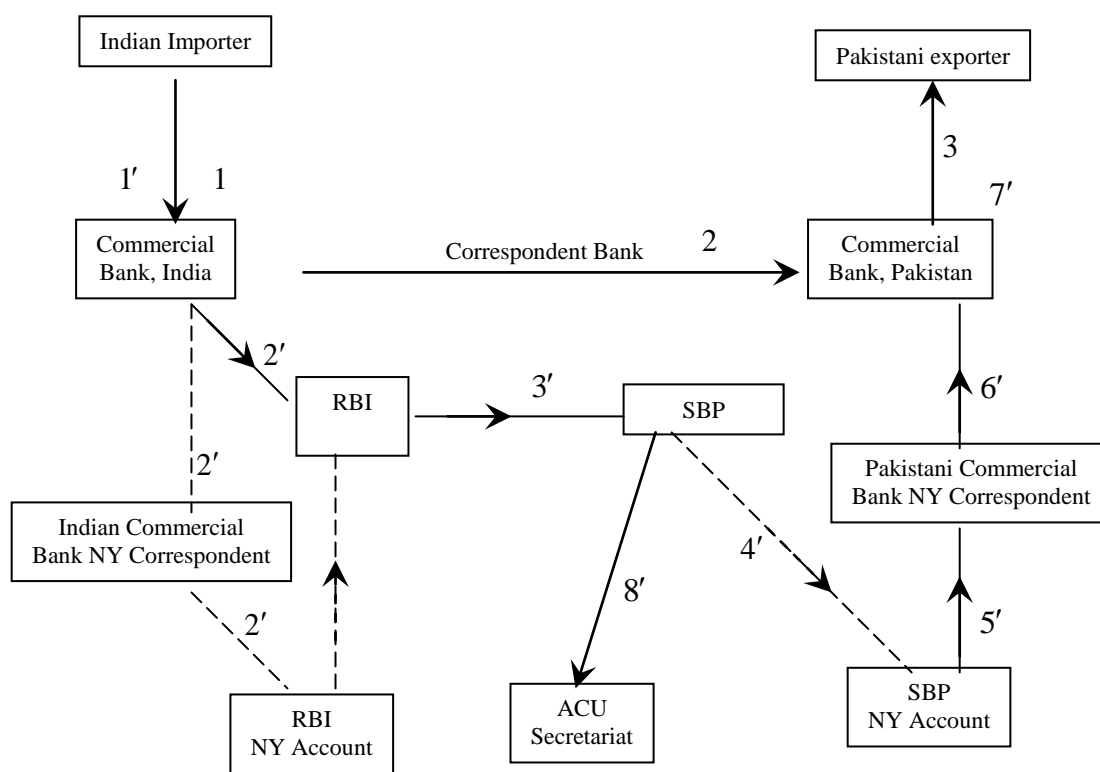 Indian Importer
Pakistani exporter
1′
1
3
7′
Commercial
Bank, India
Correspondent Bank
2
Commercial
Bank, Pakistan
2′
RBI
3′
SBP
6′
2′
Pakistani Commercial
Bank NY Correspondent
Indian Commercial
Bank NY Correspondent
4′
8′
2′
5′
RBI
NY Account
ACU
Secretariat
SBP
NY Account